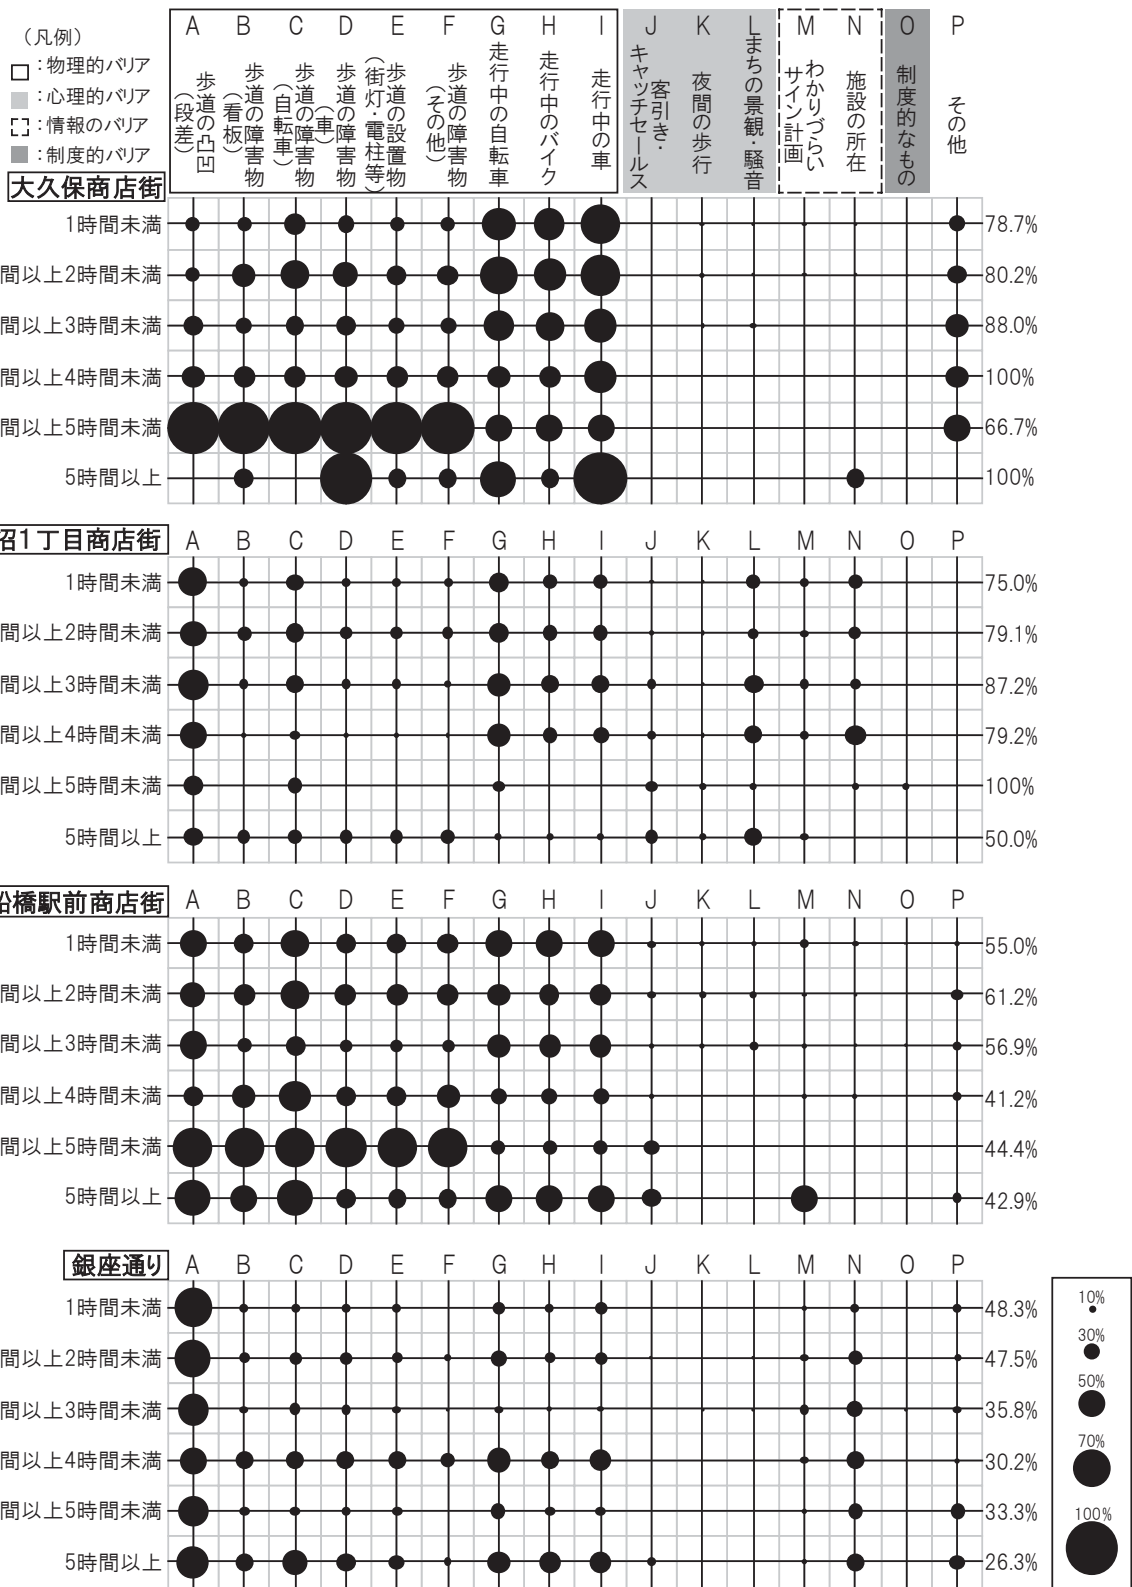 （凡例）
：物理的バリア
：心理的バリア
：情報のバリア
：制度的バリア
A B C D E F G H I J K L M N O P
歩道の凸凹（段差）
歩道の障害物（看板）
歩道の障害物（自転車）
歩道の障害物（車）
歩道の設置物（街灯・電柱等）
歩道の障害物（その他）
走行中の自転車
走行中のバイク
走行中の車
客引き・キャッチセールス
夜間の歩行
まちの景観・騒音
わかりづらいサイン計画
施設の所在
制度的なもの
その他
大久保商店街
1時間未満 78.7%
間以上2時間未満 80.2%
間以上3時間未満 88.0%
間以上4時間未満 100%
間以上5時間未満 66.7%
5時間以上 100%
沼1丁目商店街 A B C D E F G H I J K L M N O P
1時間未満 75.0%
間以上2時間未満 79.1%
間以上3時間未満 87.2%
間以上4時間未満 79.2%
間以上5時間未満 100%
5時間以上 50.0%
船橋駅前商店街 A B C D E F G H I J K L M N O P
1時間未満 55.0%
間以上2時間未満 61.2%
間以上3時間未満 56.9%
間以上4時間未満 41.2%
間以上5時間未満 44.4%
5時間以上 42.9%
銀座通り A B C D E F G H I J K L M N O P
1時間未満 48.3%
間以上2時間未満 47.5%
間以上3時間未満 35.8%
間以上4時間未満 30.2%
間以上5時間未満 33.3%
5時間以上 26.3%
10%
30%
50%
70%
100%